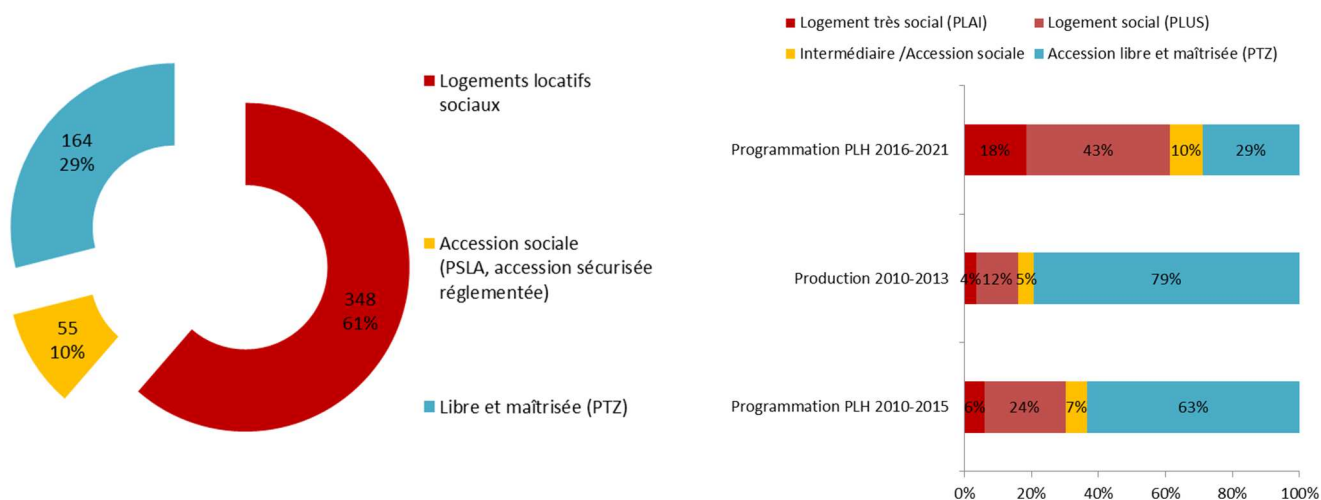 164
29%
55
10%
348
61%
Logements locatifs
sociaux
Accession sociale
(PSLA, accession sécurisée
réglementée)
Libre et maîtrisée (PTZ)
Logement très social (PLAI)
Logement social (PLUS)
Intermédiaire /Accession sociale
Accession libre et maîtrisée (PTZ)
Programmation PLH 2016-2021
18% 43% 10% 29%
Production 2010-2013
4% 12% 5% 79%
Programmation PLH 2010-2015
6% 24% 7% 63%
0% 20% 40% 60% 80% 100%